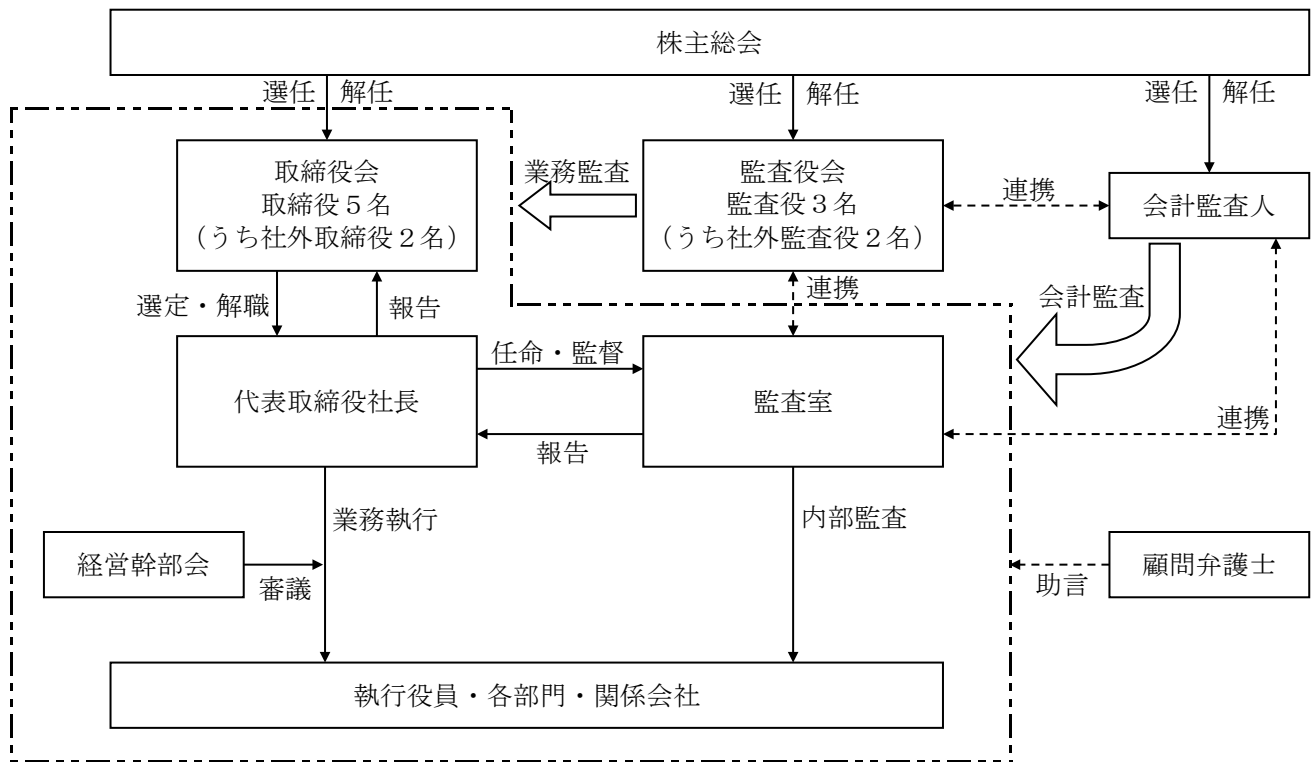 株主総会
選任 解任
選任 解任
選任 解任
取締役会
取締役５名
（うち社外取締役２名）
業務監査
監査役会
監査役３名
（うち社外監査役２名）
連携
会計監査人
選定・解職
報告
連携
会計監査
代表取締役社長
任命・監督
報告
監査室
連携
業務執行
内部監査
経営幹部会
審議
助言
顧問弁護士
執行役員・各部門・関係会社